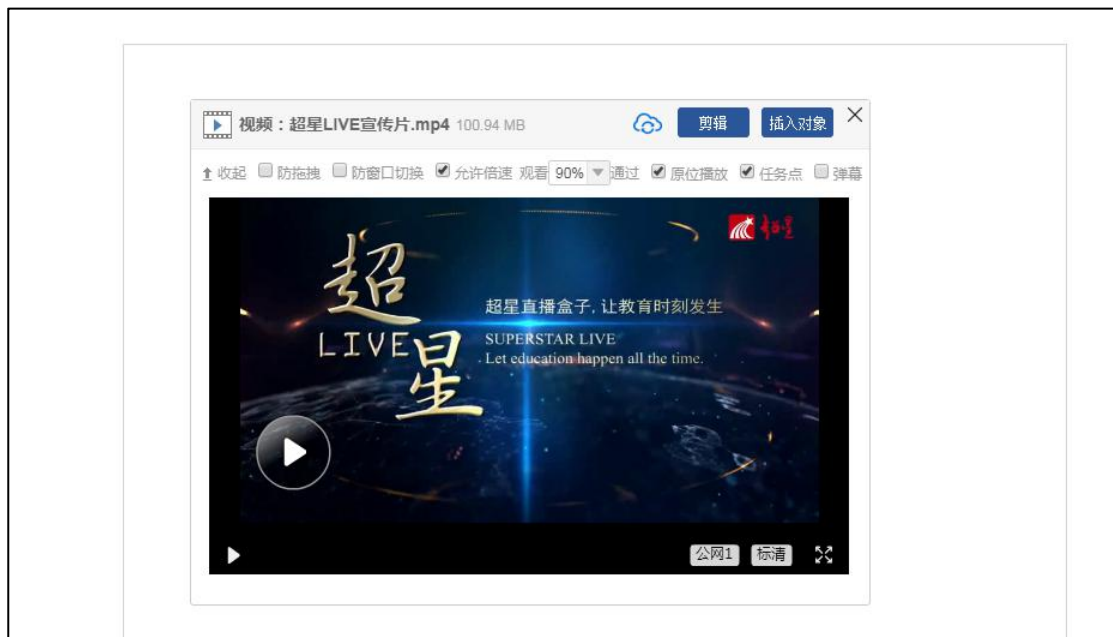 视频：超星LIVE宣传片.mp4 100.94 MB
剪辑
插入对象
收起 防拖拽 防窗口切换 允许倍速 观看 90% 通过 原位播放 任务点 弹幕
超星
超
LIVE
星
超星直播盒子, 让教育时刻发生
SUPERSTAR LIVE
Let education happen all the time.
公网1
标清